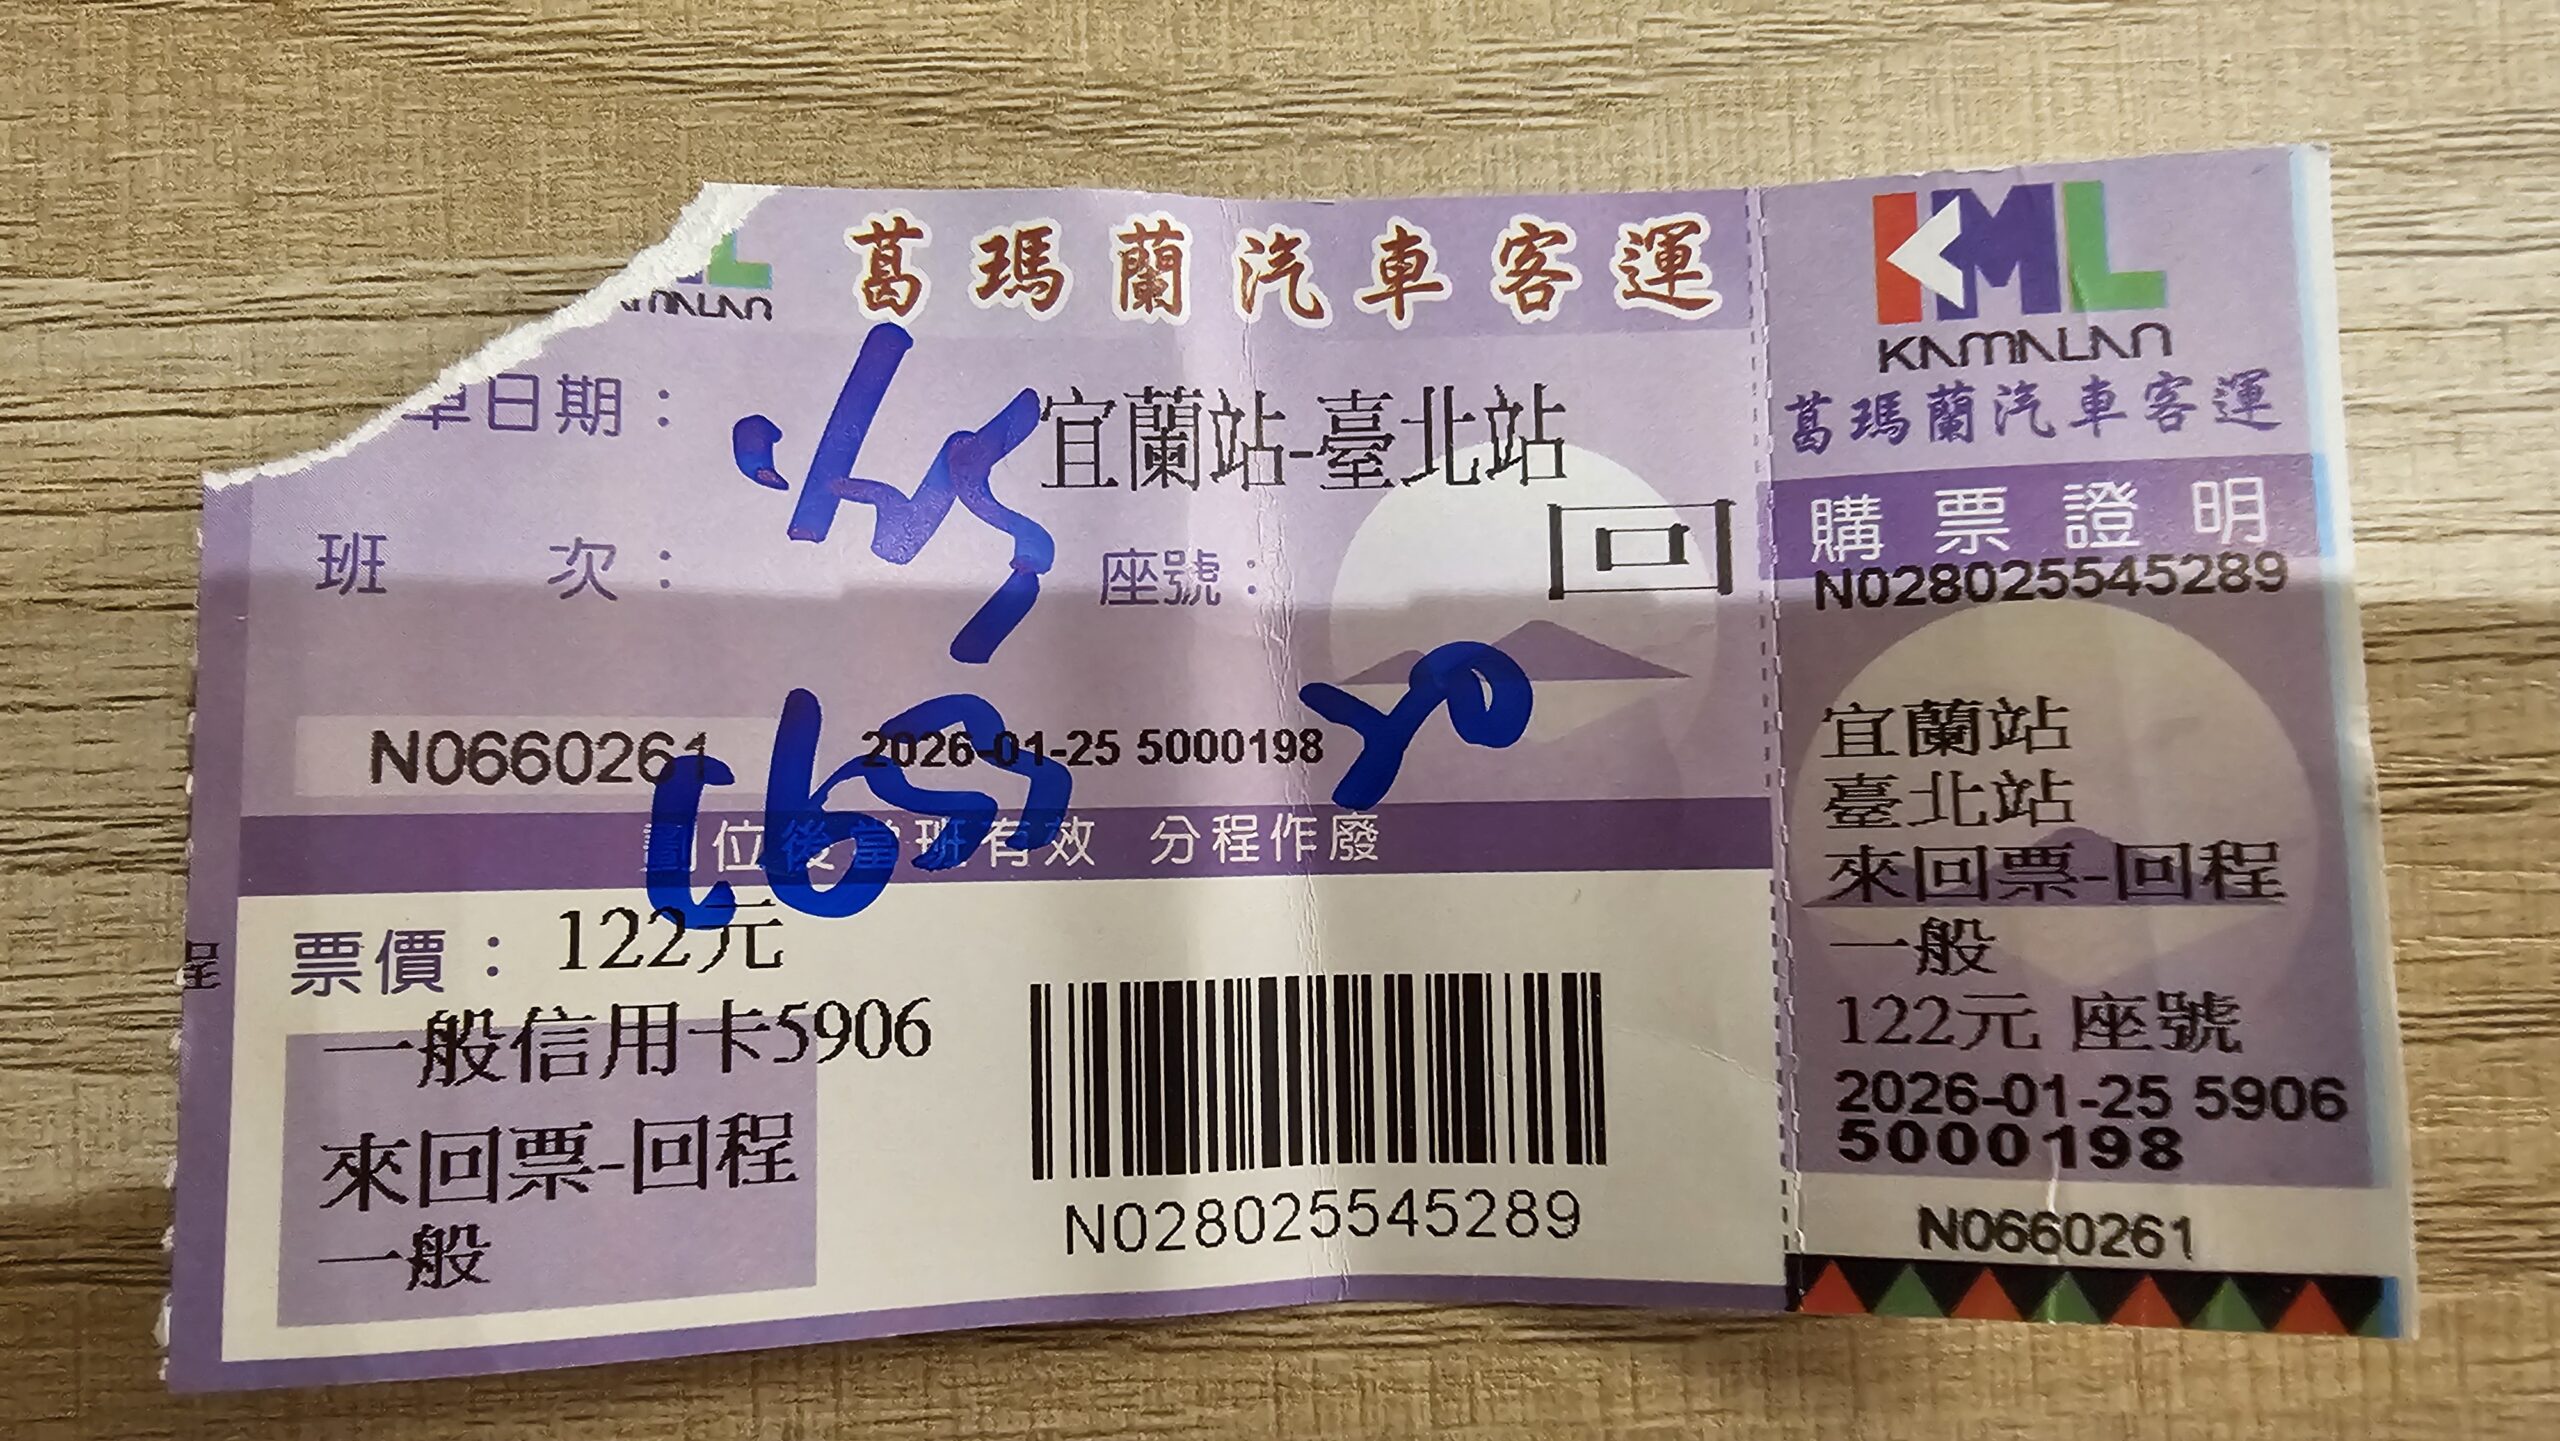 葛瑪蘭汽車客運
日期：
宜蘭站-臺北站
回
班次：
座號：
20
N0660261
2026-01-25 5000198
劃位後當班有效 分程作廢
票價：122元
一般信用卡5906
來回票-回程
一般
N028025545289
程
KML
KAMALAN
葛瑪蘭汽車客運
購票證明
N028025545289
宜蘭站
臺北站
來回票-回程
一般
122元 座號
2026-01-25 5906
5000198
N0660261